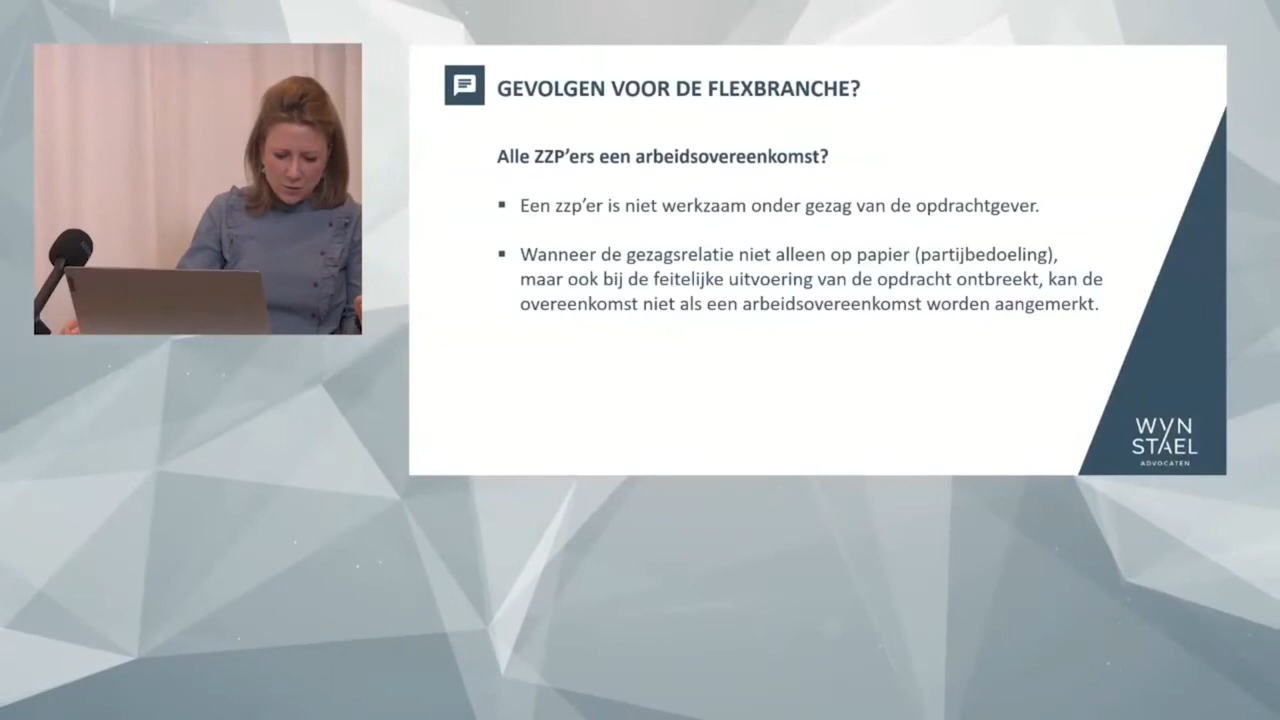 GEVOLGEN VOOR DE FLEXBRANCHE?
Alle ZZP’ers een arbeidsovereenkomst?
▪ Een zzp’er is niet werkzaam onder gezag van de opdrachtgever.
▪ Wanneer de gezagsrelatie niet alleen op papier (partijbedoeling),
maar ook bij de feitelijke uitvoering van de opdracht ontbreekt, kan de
overeenkomst niet als een arbeidsovereenkomst worden aangemerkt.
WYN
STAEL
ADVOCATEN